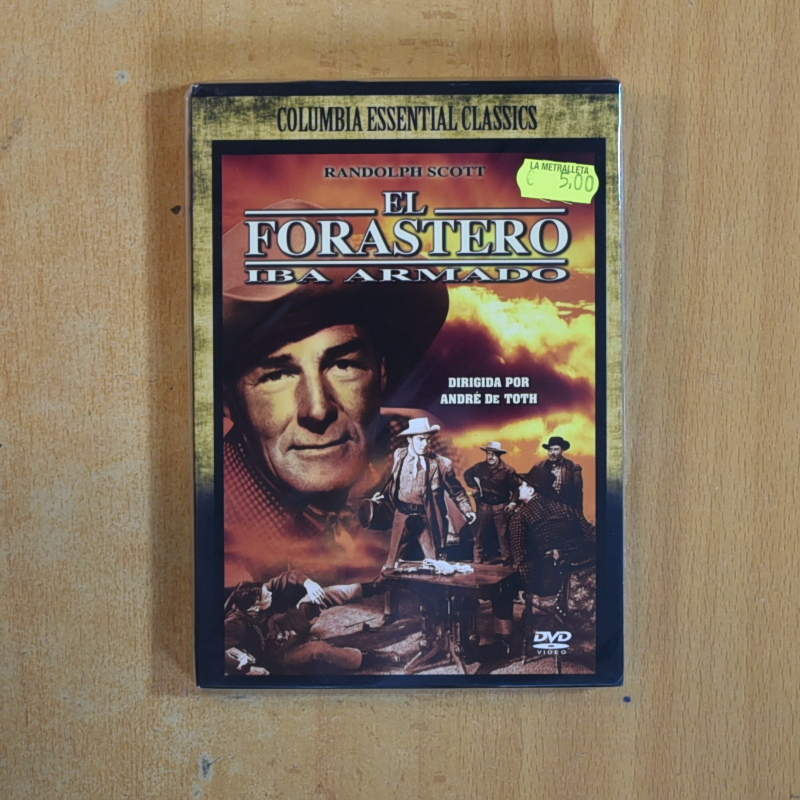 COLUMBIA ESSENTIAL CLASSICS
LA METRALLETA
€ 5,00
RANDOLPH SCOTT
EL
FORASTERO
IBA ARMADO
DIRIGIDA POR
ANDRÉ DE TOTH
DVD
VIDEO